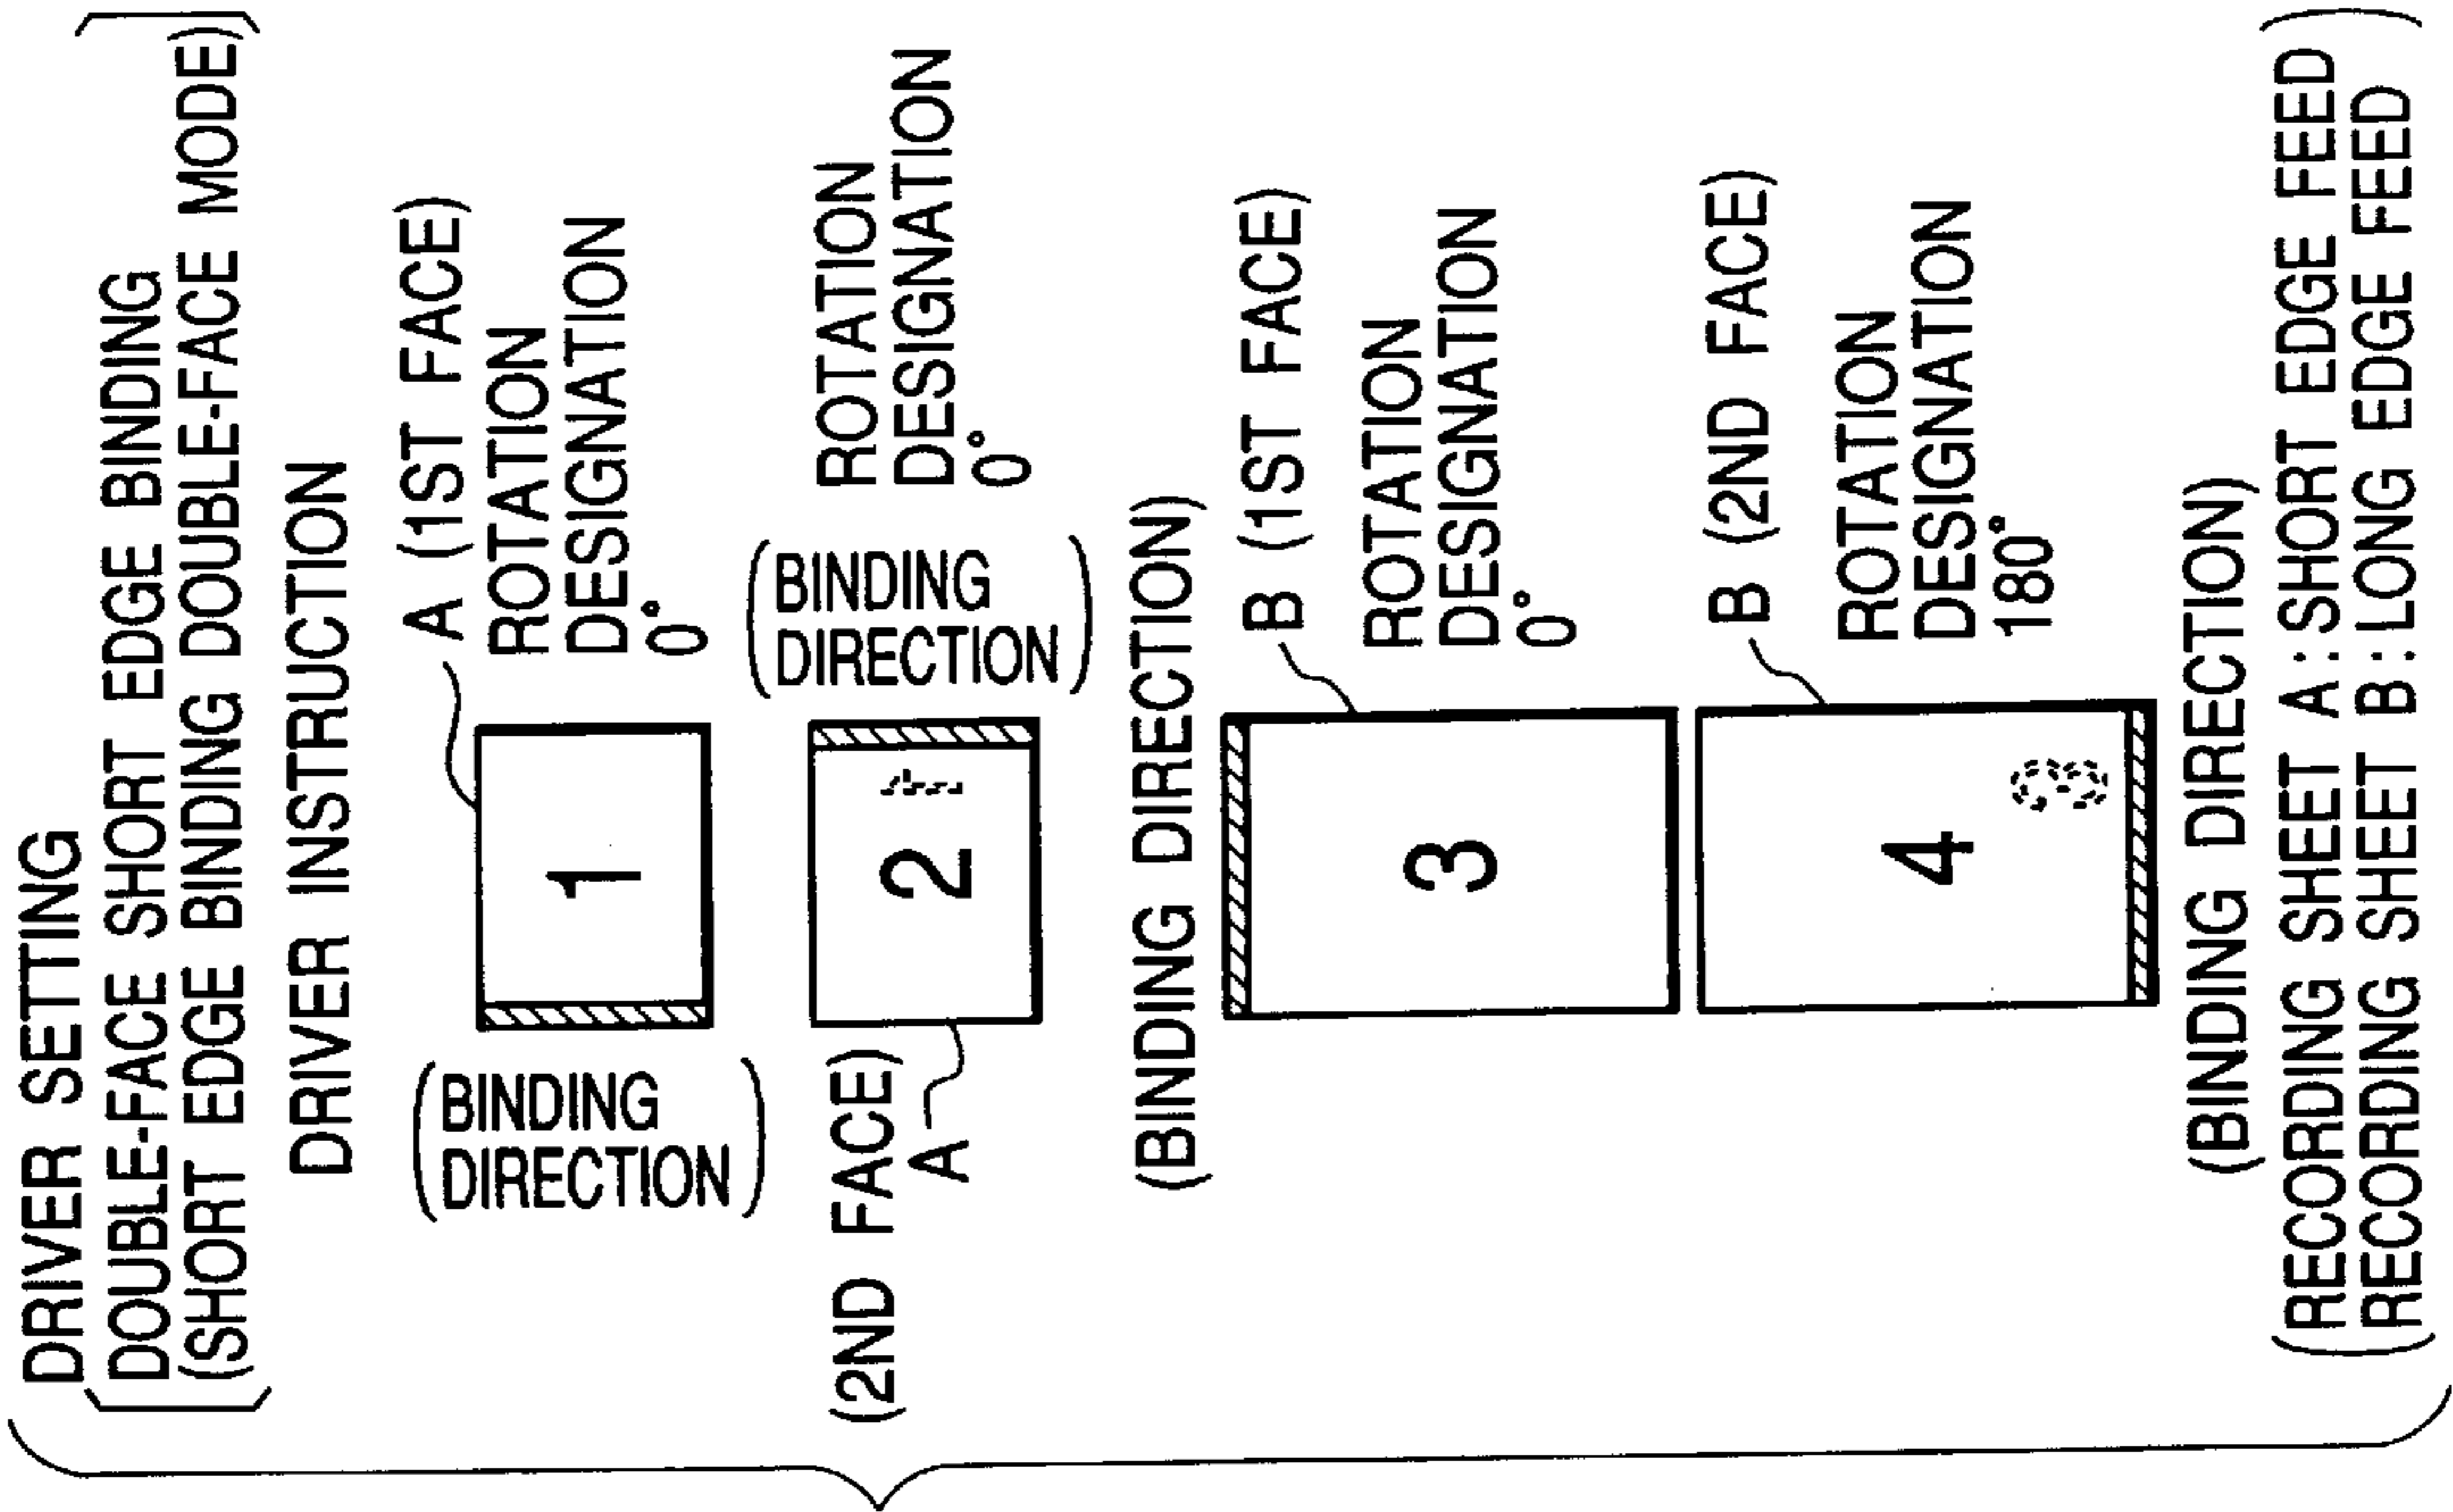 DRIVER SETTING
DOUBLE-FACE SHORT EDGE BINDING
(SHORT EDGE BINDING DOUBLE-FACE MODE)
DRIVER INSTRUCTION
A (1ST FACE)
ROTATION
DESIGNATION
0°
1
(BINDING
DIRECTION)
(BINDING
DIRECTION)
ROTATION
DESIGNATION
0°
2
(2ND FACE)
A
(BINDING DIRECTION)
B (1ST FACE)
ROTATION
DESIGNATION
0°
3
B (2ND FACE)
ROTATION
DESIGNATION
180°
4
(BINDING DIRECTION)
(RECORDING SHEET A:SHORT EDGE FEED)
(RECORDING SHEET B:LONG EDGE FEED)